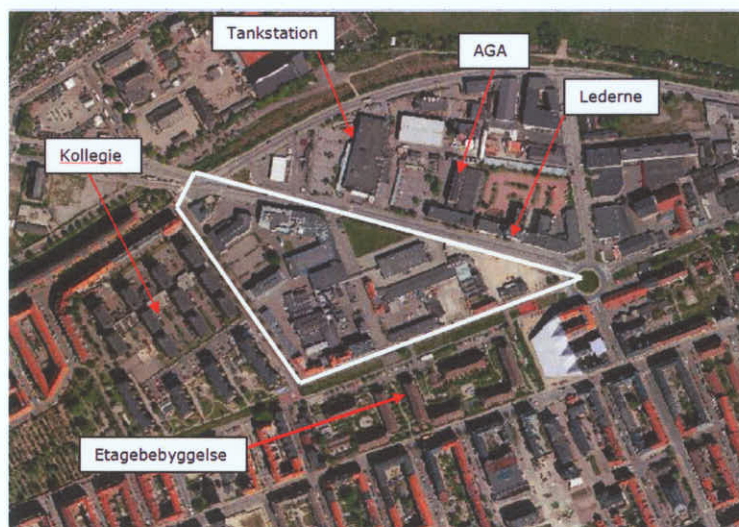 Tankstation
AGA
Lederne
Kollegie
Etagebebyggelse